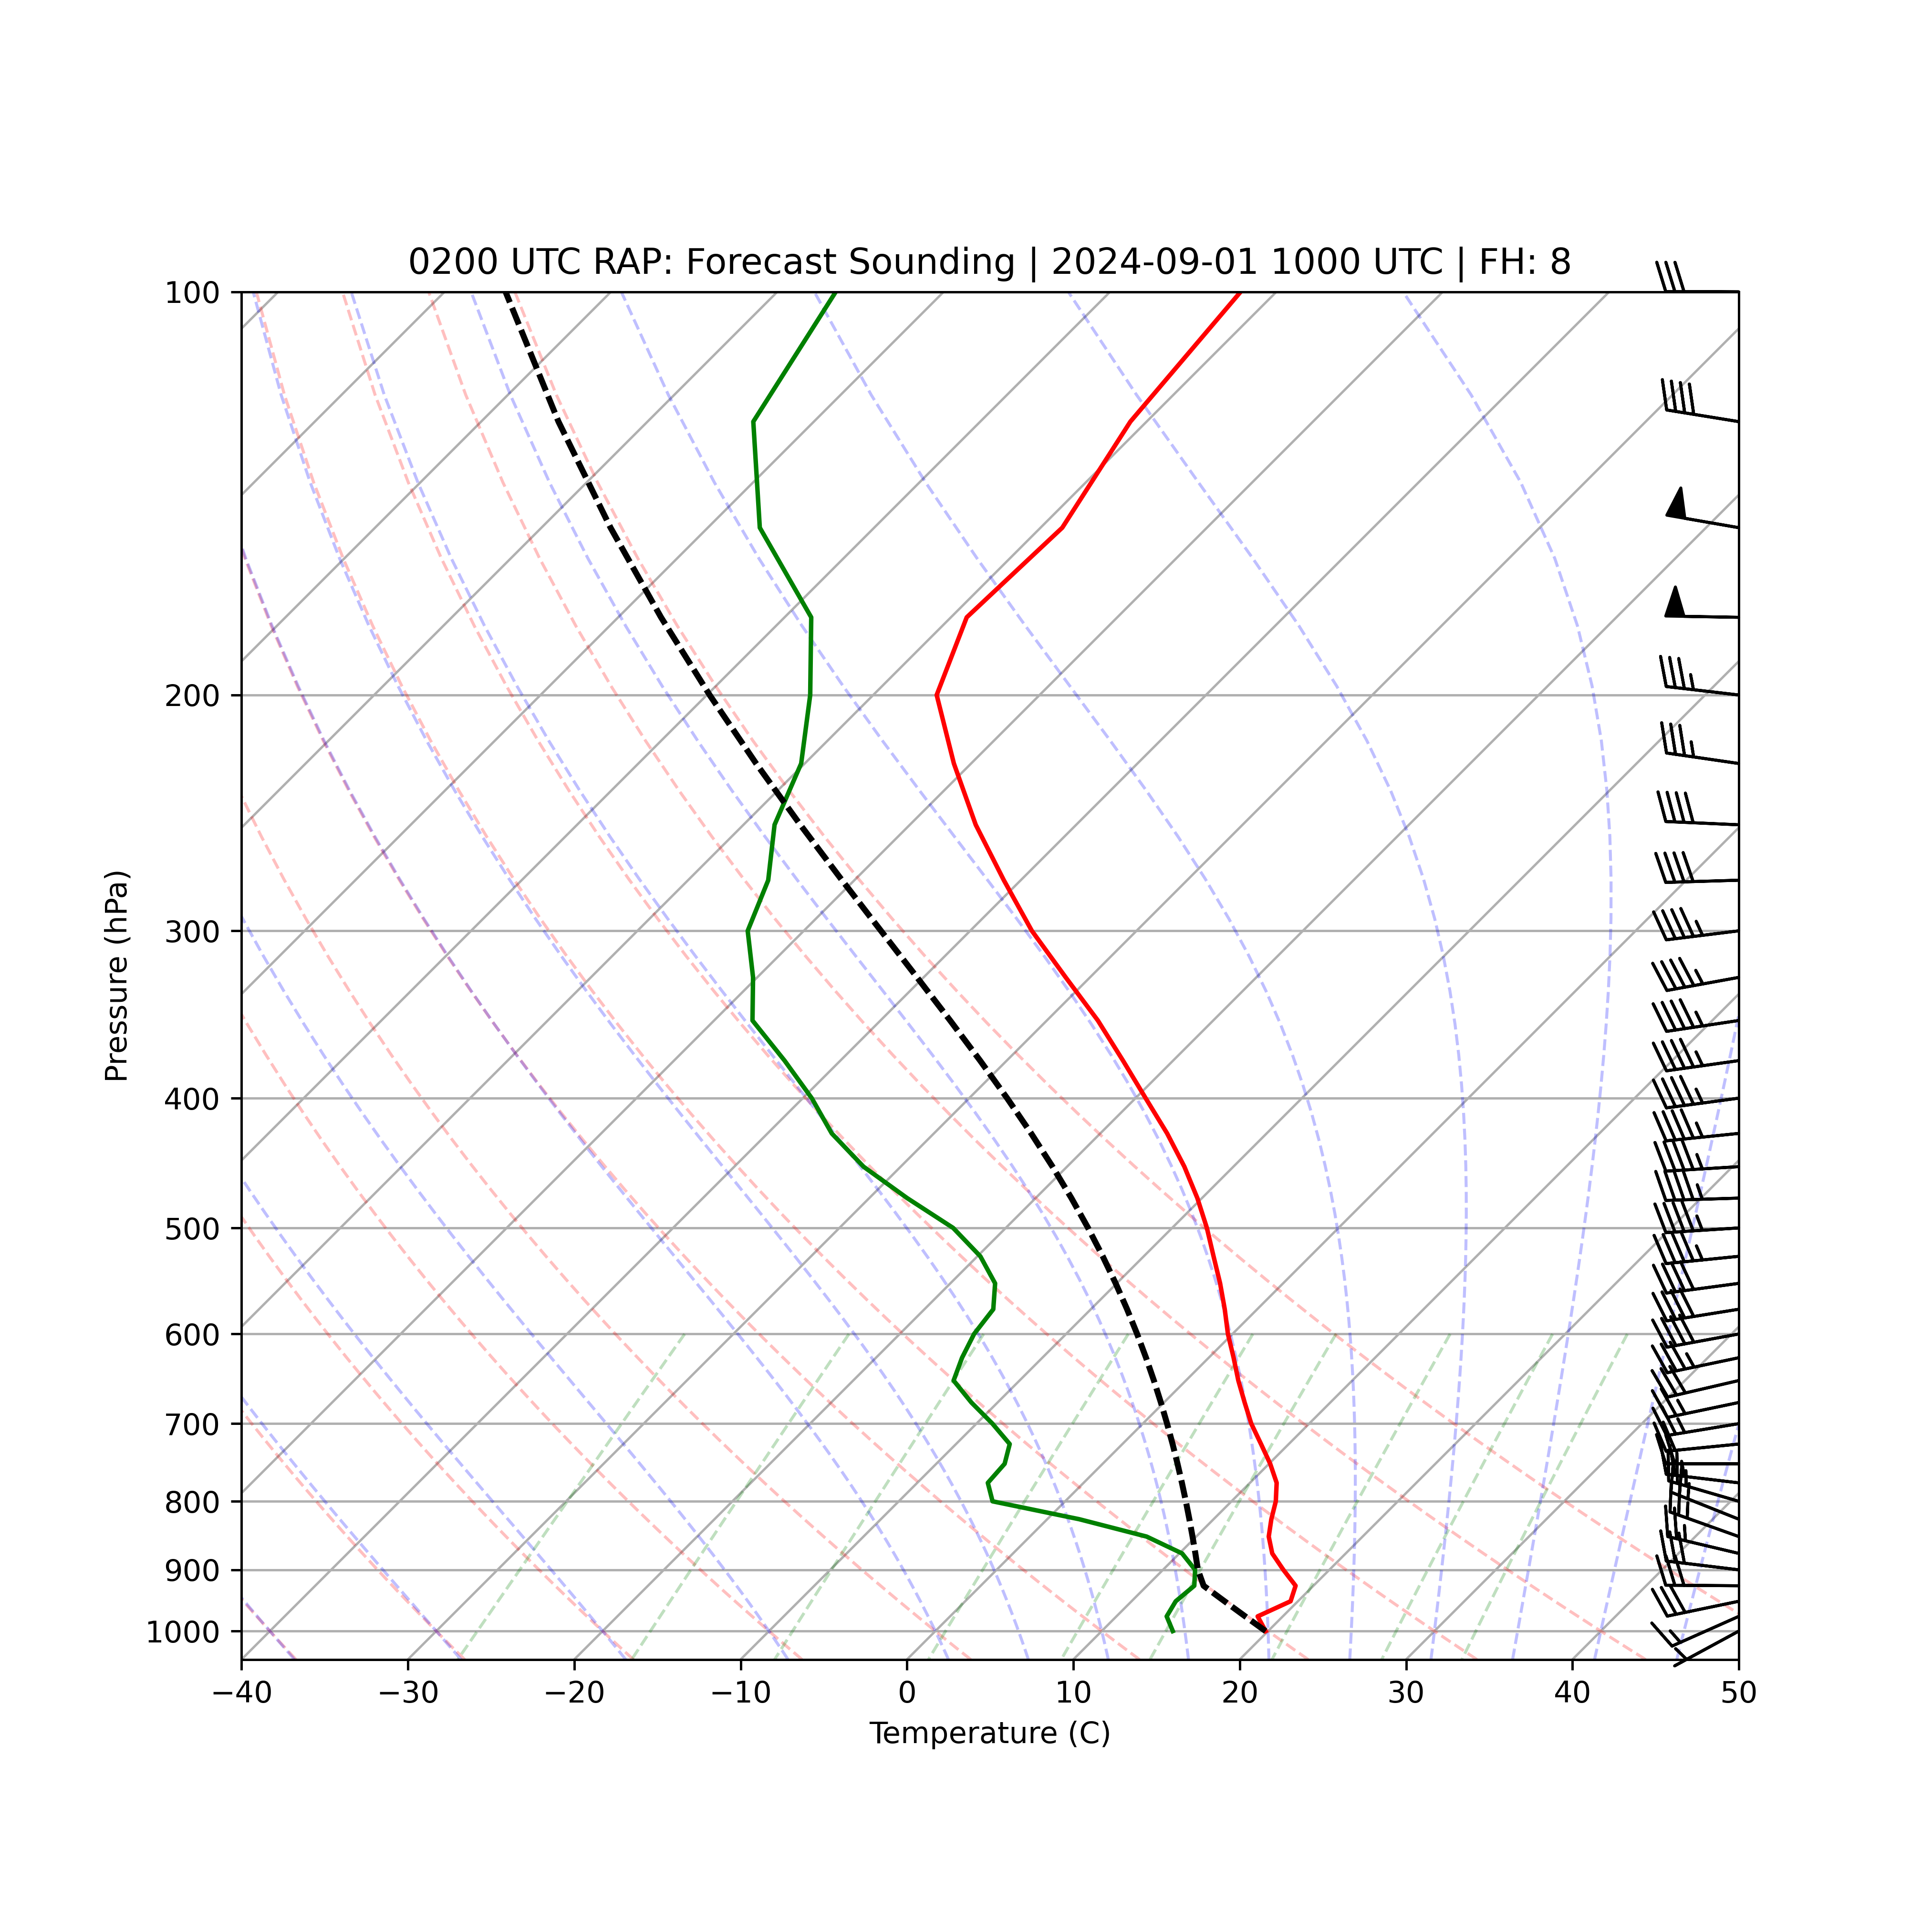 0200 UTC RAP: Forecast Sounding | 2024-09-01 1000 UTC | FH: 8
100
200
300
400
500
600
700
800
900
1000
Pressure (hPa)
−40 −30 −20 −10 0 10 20 30 40 50
Temperature (C)